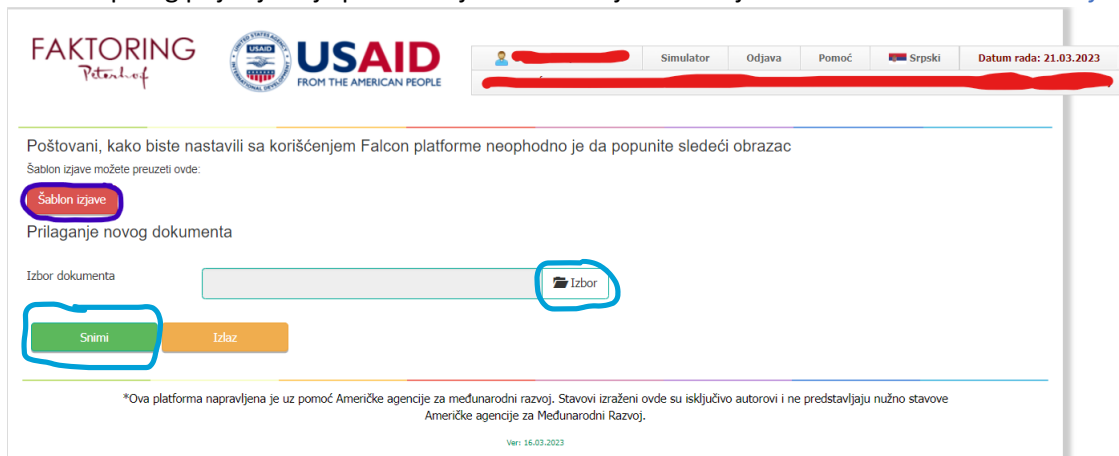 FAKTORING
Peterhof
USAID
FROM THE AMERICAN PEOPLE
Simulator Odjava Pomoć Srpski Datum rada: 21.03.2023
Poštovani, kako biste nastavili sa korišćenjem Falcon platforme neophodno je da popunite sledeći obrazac
Šablon izjave možete preuzeti ovde:
Šablon izjave
Prilaganje novog dokumenta
Izbor dokumenta Izbor
Snimi Izlaz
*Ova platforma napravljena je uz pomoć Američke agencije za međunarodni razvoj. Stavovi izraženi ovde su isključivo autorovi i ne predstavljaju nužno stavove
Američke agencije za Međunarodni Razvoj.
Ver: 16.03.2023